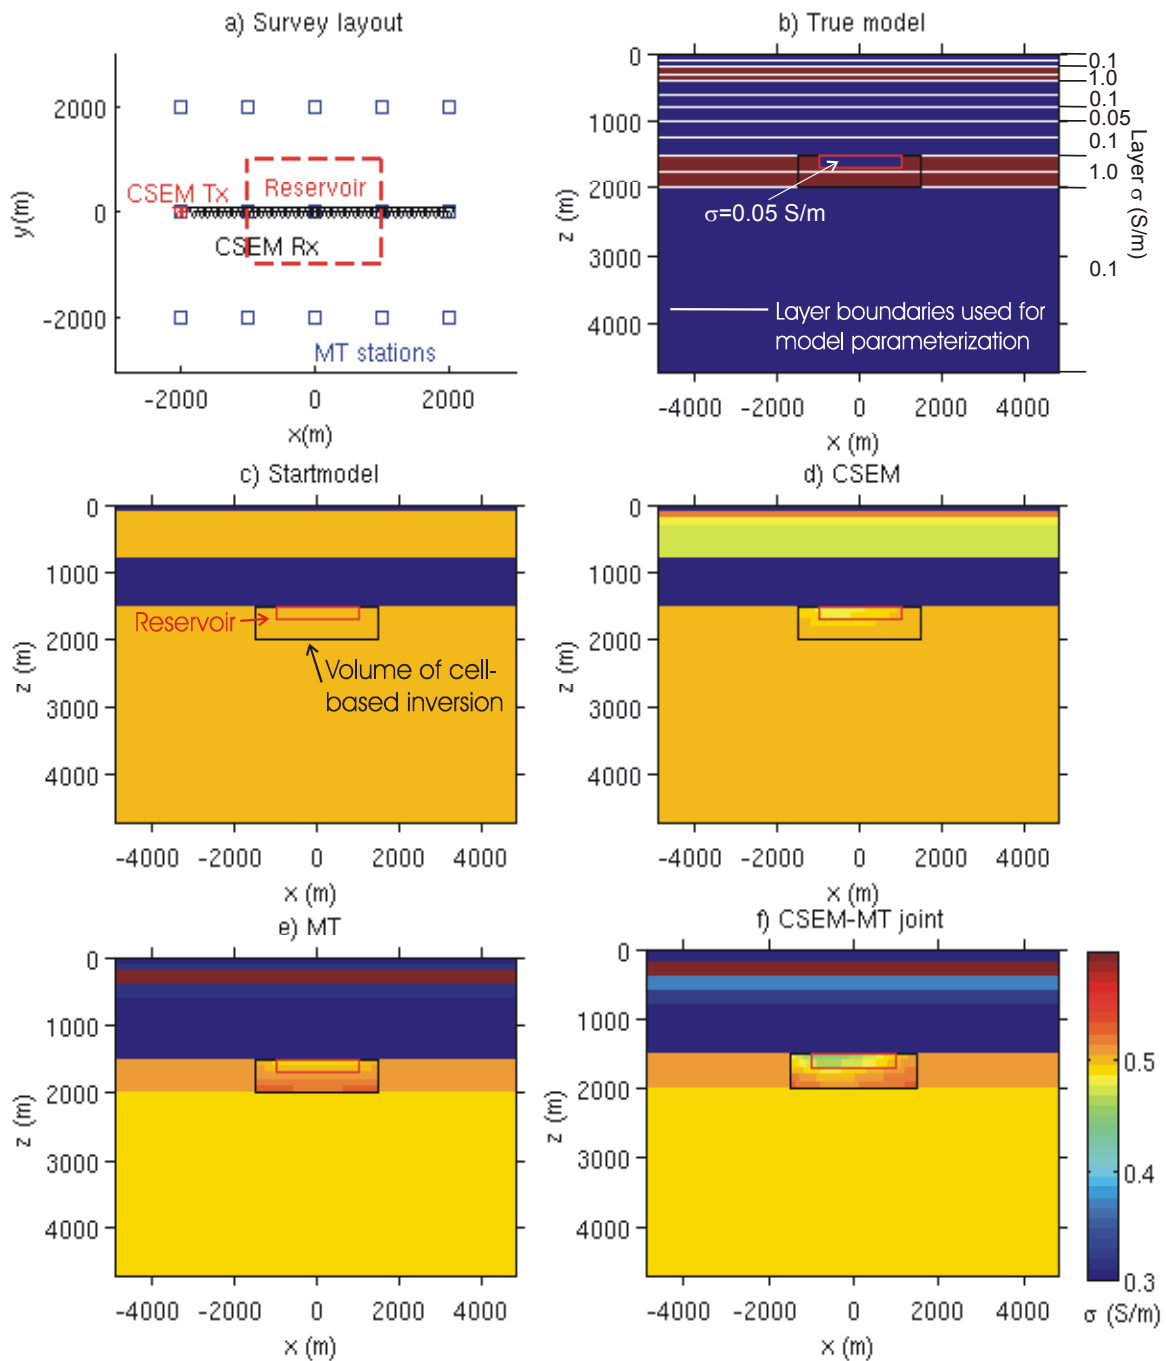 a) Survey layout
2000
0
-2000
y(m)
CSEM Tx
Reservoir
CSEM Rx
MT stations
-2000
0
2000
x(m)
b) True model
0
1000
2000
3000
4000
z (m)
0.1
1.0
0.1
0.05
0.1
1.0
0.1
Layer σ (S/m)
σ=0.05 S/m
Layer boundaries used for
model parameterization
-4000
-2000
0
2000
4000
x (m)
c) Startmodel
0
1000
2000
3000
4000
z (m)
Reservoir
Volume of cell-
based inversion
-4000
-2000
0
2000
4000
x (m)
d) CSEM
0
1000
2000
3000
4000
z (m)
-4000
-2000
0
2000
4000
x (m)
e) MT
0
1000
2000
3000
4000
z (m)
-4000
-2000
0
2000
4000
x (m)
f) CSEM-MT joint
0
1000
2000
3000
4000
z (m)
-4000
-2000
0
2000
4000
x (m)
0.5
0.4
0.3
σ (S/m)